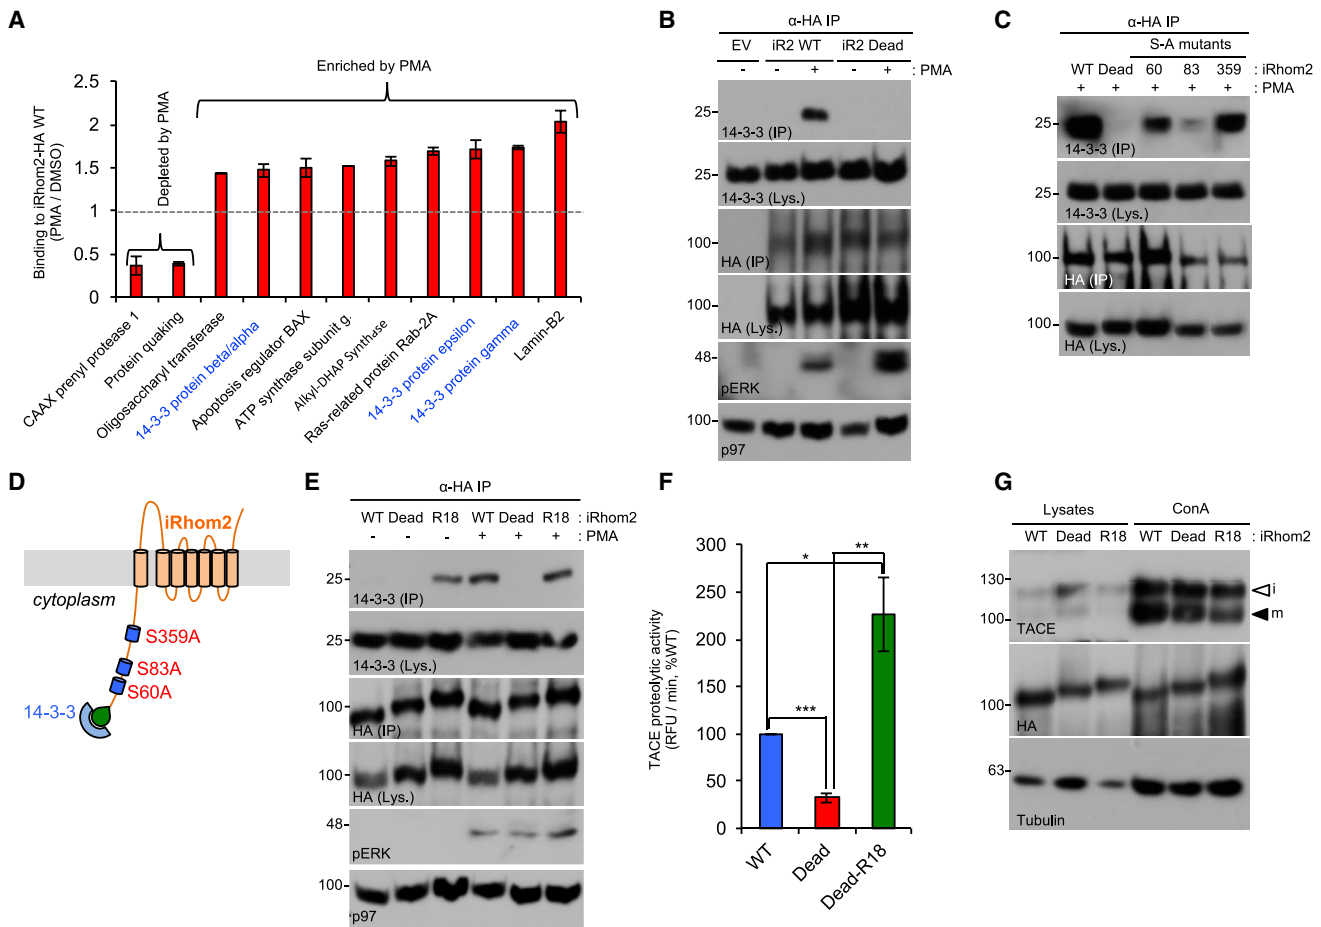 A
Binding to iRhom2-HA WT
(PMA / DMSO)
2.5
2
1.5
1
0.5
0
Depleted by PMA
Enriched by PMA
CAAX prenyl protease 1
Protein quaking
Oligosaccharyl transferase
14-3-3 protein beta/alpha
Apoptosis regulator BAX
ATP synthase subunit g.
Alkyl-DHAP Synthase
Ras-related protein Rab-2A
14-3-3 protein epsilon
14-3-3 protein gamma
Lamin-B2
B
α-HA IP
EV iR2 WT iR2 Dead
- - + - + : PMA
25
14-3-3 (IP)
25
14-3-3 (Lys.)
100
HA (IP)
100
HA (Lys.)
48
pERK
100
p97
C
α-HA IP
S-A mutants
WT Dead 60 83 359 : iRhom2
+ + + + + : PMA
25
14-3-3 (IP)
25
14-3-3 (Lys.)
100
HA (IP)
100
HA (Lys.)
D
iRhom2
cytoplasm
S359A
S83A
S60A
14-3-3
E
α-HA IP
WT Dead R18 WT Dead R18 : iRhom2
- - - + + + : PMA
25
14-3-3 (IP)
25
14-3-3 (Lys.)
100
HA (IP)
100
HA (Lys.)
48
pERK
100
p97
F
TACE proteolytic activity
(RFU / min, %WT)
300
250
200
150
100
50
0
*
**
***
WT
Dead
Dead-R18
G
Lysates ConA
WT Dead R18 WT Dead R18 : iRhom2
130
i
100
m
TACE
100
HA
63
Tubulin